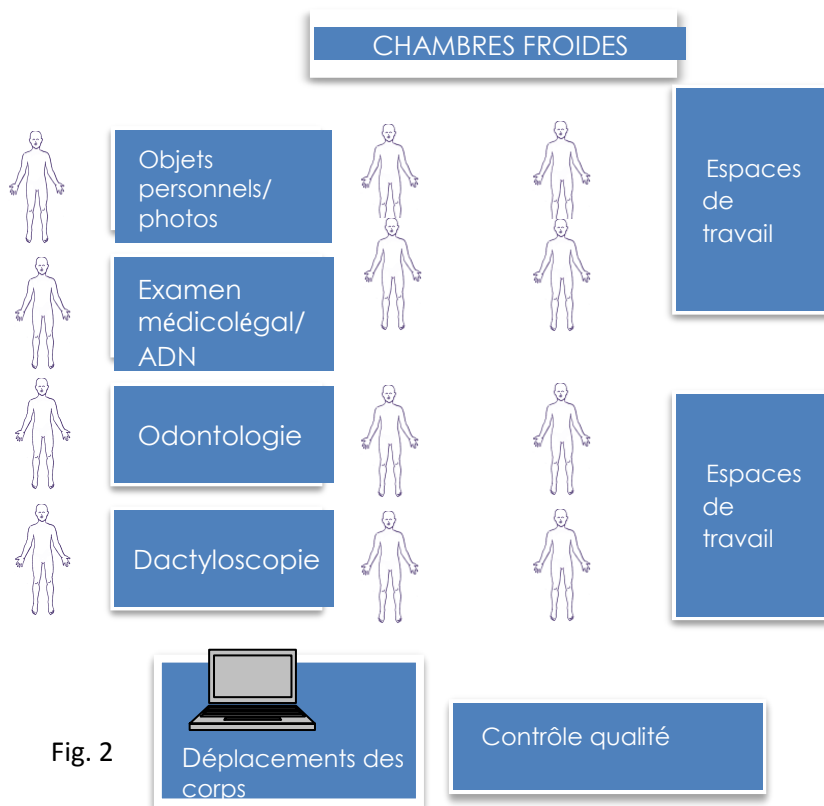 CHAMBRES FROIDES
Objets
personnels/
photos
Espaces
de
travail
Examen
médicolégal/
ADN
Odontologie
Espaces
de
travail
Dactyloscopie
Fig. 2
Déplacements des
corps
Contrôle qualité